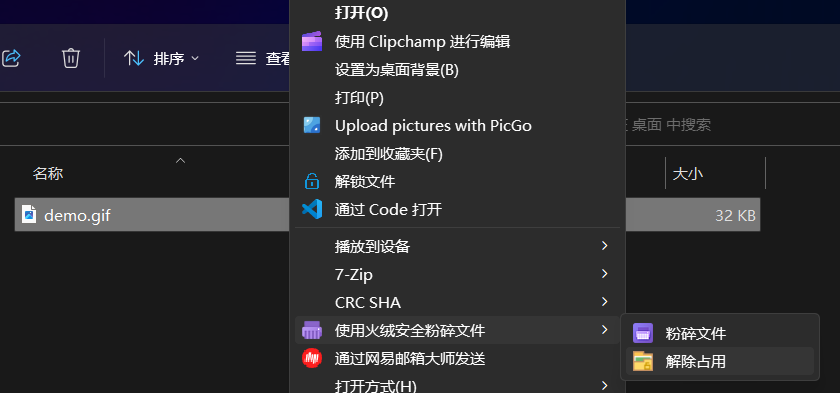 打开(O)
使用 Clipchamp 进行编辑
排序
查看
设置为桌面背景(B)
打印(P)
Upload pictures with PicGo
桌面 中搜索
添加到收藏夹(F)
名称
大小
解锁文件
通过 Code 打开
demo.gif
32 KB
播放到设备
7-Zip
CRC SHA
使用火绒安全粉碎文件
粉碎文件
通过网易邮箱大师发送
解除占用
打开方式(H)